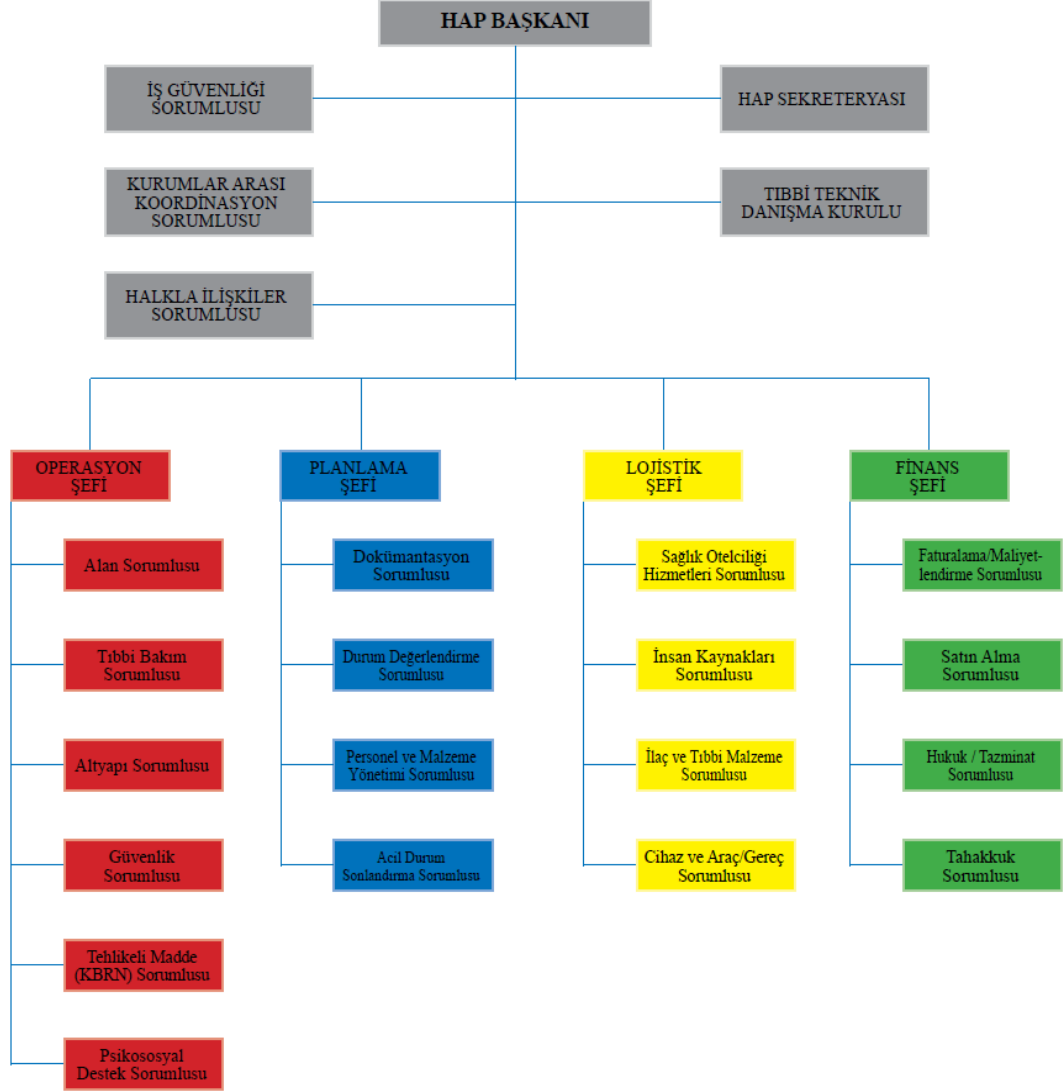 HAP BAŞKANI
İŞ GÜVENLİĞİ
SORUMLUSU
HAP SEKRETERYASI
KURUMLAR ARASI
KOORDİNASYON
SORUMLUSU
TIBBİ TEKNİK
DANIŞMA KURULU
HALKLA İLİŞKİLER
SORUMLUSU
OPERASYON
ŞEFİ
Alan Sorumlusu
Tıbbi Bakım
Sorumlusu
Altyapı Sorumlusu
Güvenlik
Sorumlusu
Tehlikeli Madde
(KBRN) Sorumlusu
Psikososyal
Destek Sorumlusu
PLANLAMA
ŞEFİ
Dokümantasyon
Sorumlusu
Durum Değerlendirme
Sorumlusu
Personel ve Malzeme
Yönetimi Sorumlusu
Acil Durum
Sonlandırma Sorumlusu
LOJİSTİK
ŞEFİ
Sağlık Otelciliği
Hizmetleri Sorumlusu
İnsan Kaynakları
Sorumlusu
İlaç ve Tıbbi Malzeme
Sorumlusu
Cihaz ve Araç/Gereç
Sorumlusu
FİNANS
ŞEFİ
Faturalama/Maliyet-
lendirme Sorumlusu
Satın Alma
Sorumlusu
Hukuk / Tazminat
Sorumlusu
Tahakkuk
Sorumlusu